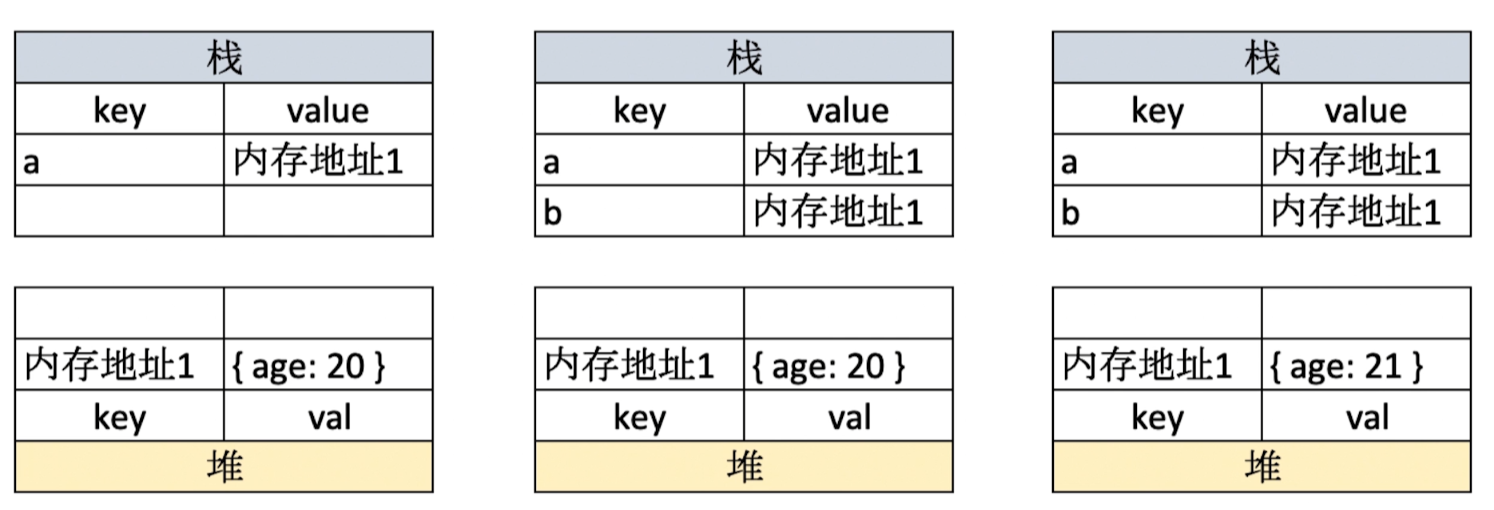 栈 栈 栈
key value key value key value
a 内存地址1 a 内存地址1 a 内存地址1
b 内存地址1 b 内存地址1
内存地址1 { age: 20 } 内存地址1 { age: 20 } 内存地址1 { age: 21 }
key val key val key val
堆 堆 堆